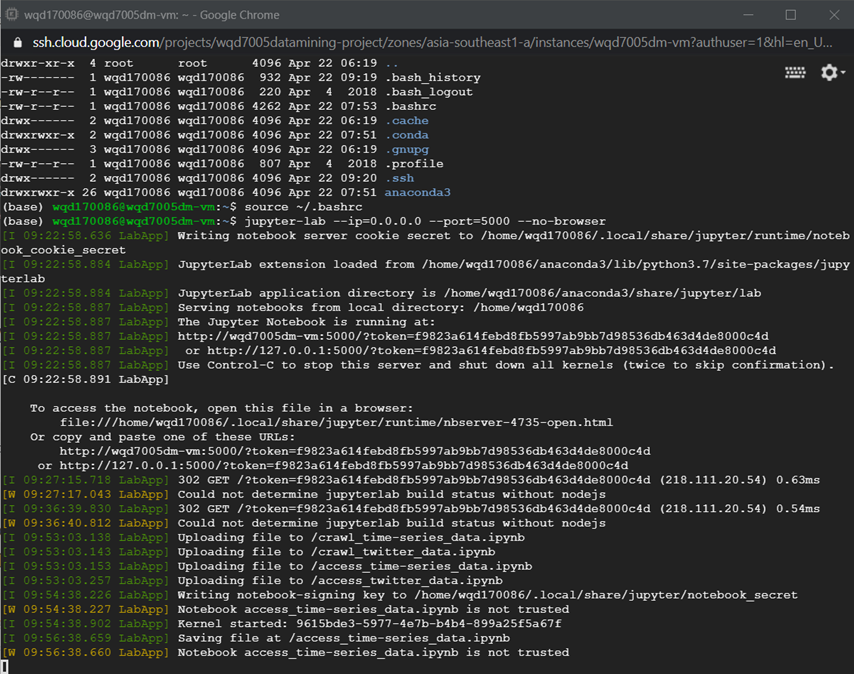 wqd170086@wqd7005dm-vm: ~ - Google Chrome
ssh.cloud.google.com/projects/wqd7005datamining-project/zones/asia-southeast1-a/instances/wqd7005dm-vm?authuser=1&hl=en_U...
drwxr-xr-x  4 root      root      4096 Apr 22 06:19 ..
-rw-------  1 wqd170086 wqd170086  932 Apr 22 09:19 .bash_history
-rw-r--r--  1 wqd170086 wqd170086  220 Apr  4  2018 .bash_logout
-rw-r--r--  1 wqd170086 wqd170086 4262 Apr 22 07:53 .bashrc
drwx------  2 wqd170086 wqd170086 4096 Apr 22 06:19 .cache
drwxrwxr-x  2 wqd170086 wqd170086 4096 Apr 22 07:51 .conda
drwx------  3 wqd170086 wqd170086 4096 Apr 22 06:19 .gnupg
-rw-r--r--  1 wqd170086 wqd170086  807 Apr  4  2018 .profile
drwx------  2 wqd170086 wqd170086 4096 Apr 22 09:20 .ssh
drwxrwxr-x 26 wqd170086 wqd170086 4096 Apr 22 07:51 anaconda3
(base) wqd170086@wqd7005dm-vm:~$ source ~/.bashrc
(base) wqd170086@wqd7005dm-vm:~$ jupyter-lab --ip=0.0.0.0 --port=5000 --no-browser
[I 09:22:58.636 LabApp] Writing notebook server cookie secret to /home/wqd170086/.local/share/jupyter/runtime/noteb
ook_cookie_secret
[I 09:22:58.884 LabApp] JupyterLab extension loaded from /home/wqd170086/anaconda3/lib/python3.7/site-packages/jupy
terlab
[I 09:22:58.884 LabApp] JupyterLab application directory is /home/wqd170086/anaconda3/share/jupyter/lab
[I 09:22:58.887 LabApp] Serving notebooks from local directory: /home/wqd170086
[I 09:22:58.887 LabApp] The Jupyter Notebook is running at:
[I 09:22:58.887 LabApp] http://wqd7005dm-vm:5000/?token=f9823a614febd8fb5997ab9bb7d98536db463d4de8000c4d
[I 09:22:58.887 LabApp]  or http://127.0.0.1:5000/?token=f9823a614febd8fb5997ab9bb7d98536db463d4de8000c4d
[I 09:22:58.887 LabApp] Use Control-C to stop this server and shut down all kernels (twice to skip confirmation).
[C 09:22:58.891 LabApp]
To access the notebook, open this file in a browser:
file:///home/wqd170086/.local/share/jupyter/runtime/nbserver-4735-open.html
Or copy and paste one of these URLs:
http://wqd7005dm-vm:5000/?token=f9823a614febd8fb5997ab9bb7d98536db463d4de8000c4d
or http://127.0.0.1:5000/?token=f9823a614febd8fb5997ab9bb7d98536db463d4de8000c4d
[I 09:27:15.718 LabApp] 302 GET /?token=f9823a614febd8fb5997ab9bb7d98536db463d4de8000c4d (218.111.20.54) 0.63ms
[W 09:27:17.043 LabApp] Could not determine jupyterlab build status without nodejs
[I 09:36:39.830 LabApp] 302 GET /?token=f9823a614febd8fb5997ab9bb7d98536db463d4de8000c4d (218.111.20.54) 0.54ms
[W 09:36:40.812 LabApp] Could not determine jupyterlab build status without nodejs
[I 09:53:03.138 LabApp] Uploading file to /crawl_time-series_data.ipynb
[I 09:53:03.143 LabApp] Uploading file to /crawl_twitter_data.ipynb
[I 09:53:03.153 LabApp] Uploading file to /access_time-series_data.ipynb
[I 09:53:03.257 LabApp] Uploading file to /access_twitter_data.ipynb
[I 09:54:38.226 LabApp] Writing notebook-signing key to /home/wqd170086/.local/share/jupyter/notebook_secret
[W 09:54:38.227 LabApp] Notebook access_time-series_data.ipynb is not trusted
[I 09:54:38.902 LabApp] Kernel started: 9615bde3-5977-4e7b-b4b4-899a25f5a67f
[I 09:56:38.659 LabApp] Saving file at /access_time-series_data.ipynb
[W 09:56:38.660 LabApp] Notebook access_time-series_data.ipynb is not trusted